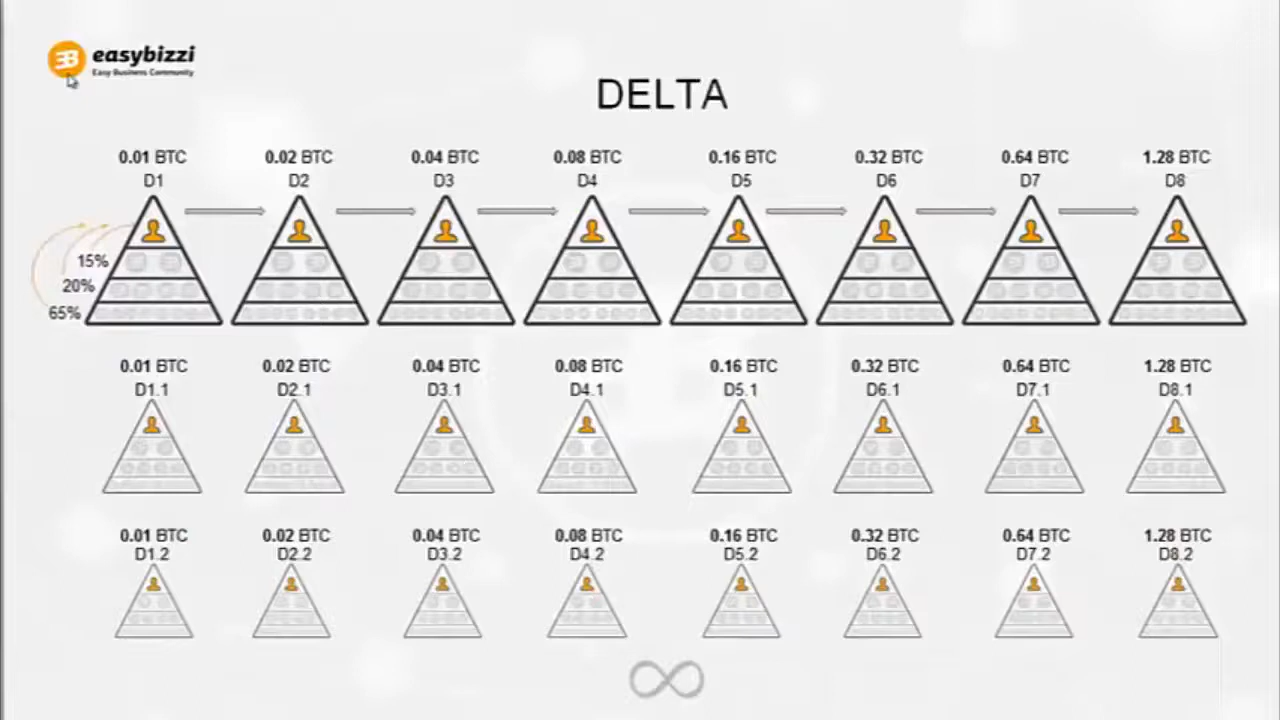 easybizzi
Easy Business Community
DELTA
0.01 BTC 0.02 BTC 0.04 BTC 0.08 BTC 0.16 BTC 0.32 BTC 0.64 BTC 1.28 BTC
D1 D2 D3 D4 D5 D6 D7 D8
15%
20%
65%
0.01 BTC 0.02 BTC 0.04 BTC 0.08 BTC 0.16 BTC 0.32 BTC 0.64 BTC 1.28 BTC
D1.1 D2.1 D3.1 D4.1 D5.1 D6.1 D7.1 D8.1
0.01 BTC 0.02 BTC 0.04 BTC 0.08 BTC 0.16 BTC 0.32 BTC 0.64 BTC 1.28 BTC
D1.2 D2.2 D3.2 D4.2 D5.2 D6.2 D7.2 D8.2